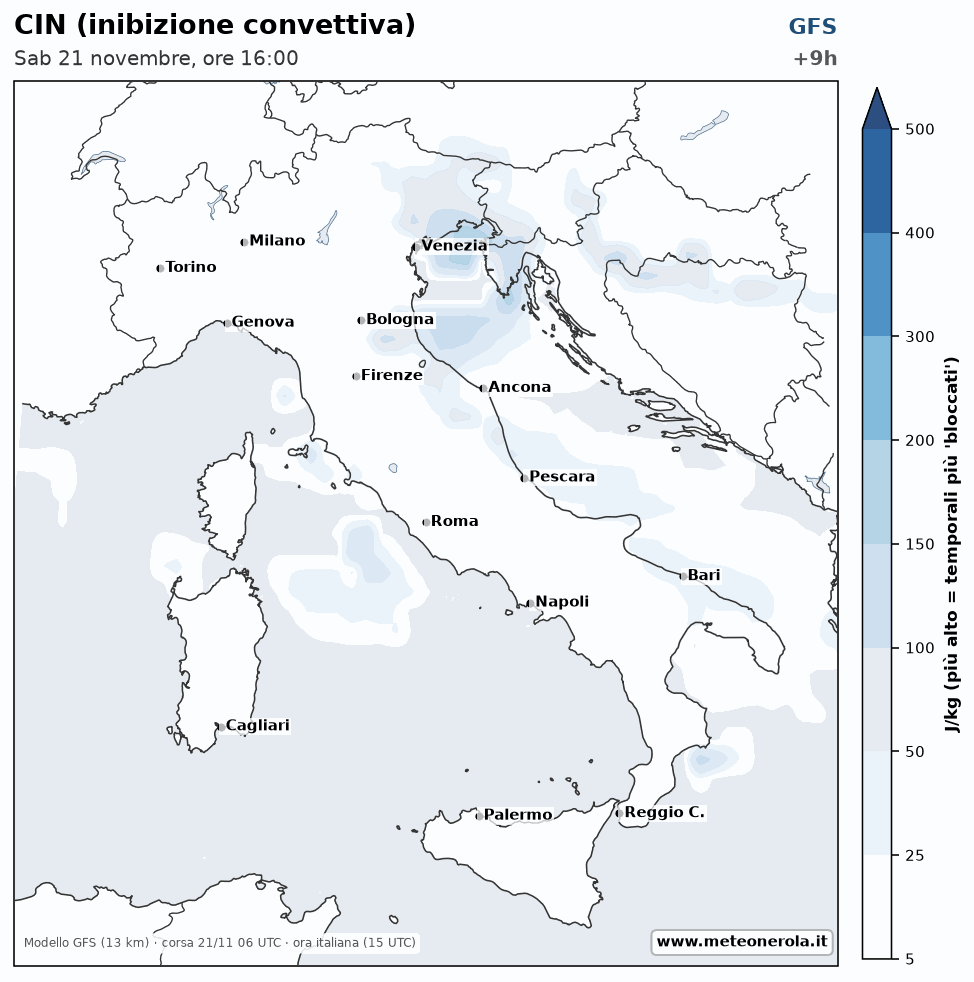 CIN (inibizione convettiva)
GFS
Sab 21 novembre, ore 16:00
+9h
500
400
300
200
150
100
50
25
5
J/kg (più alto = temporali più 'bloccati')
Milano
Venezia
Torino
Genova
Bologna
Firenze
Ancona
Pescara
Roma
Bari
Napoli
Cagliari
Palermo
Reggio C.
Modello GFS (13 km) · corsa 21/11 06 UTC · ora italiana (15 UTC)
www.meteonerola.it